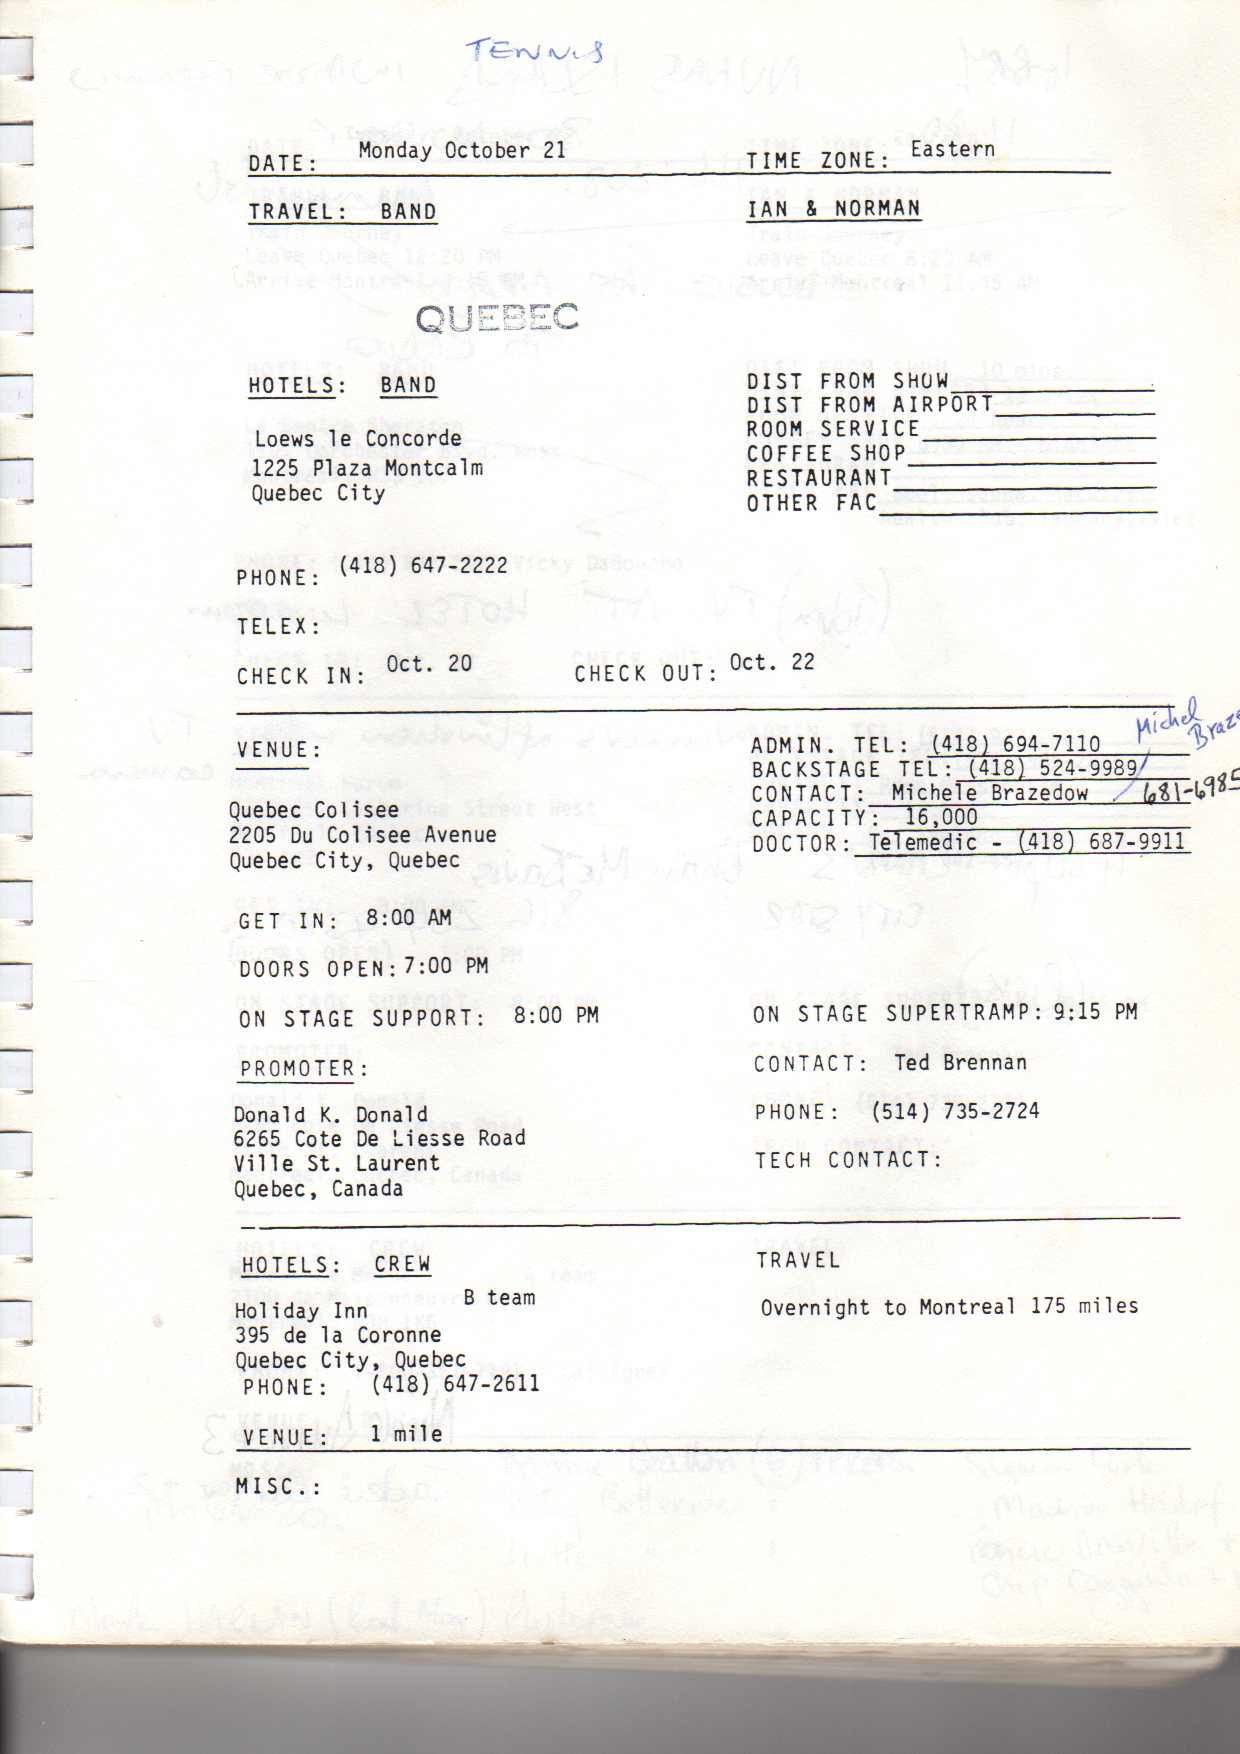 TENNIS
DATE: Monday October 21 TIME ZONE: Eastern
TRAVEL: BAND IAN & NORMAN
QUEBEC
HOTELS: BAND
DIST FROM SHOW
DIST FROM AIRPORT
ROOM SERVICE
COFFEE SHOP
RESTAURANT
OTHER FAC
Loews le Concorde
1225 Plaza Montcalm
Quebec City
PHONE: (418) 647-2222
TELEX:
CHECK IN: Oct. 20 CHECK OUT: Oct. 22
VENUE:
Quebec Colisee
2205 Du Colisee Avenue
Quebec City, Quebec
ADMIN. TEL: (418) 694-7110
BACKSTAGE TEL: (418) 524-9989
CONTACT: Michele Brazedow
CAPACITY: 16,000
DOCTOR: Telemedic - (418) 687-9911
Michel
681-6985
GET IN: 8:00 AM
DOORS OPEN: 7:00 PM
ON STAGE SUPPORT: 8:00 PM ON STAGE SUPERTRAMP: 9:15 PM
PROMOTER:
Donald K. Donald
6265 Cote De Liesse Road
Ville St. Laurent
Quebec, Canada
CONTACT: Ted Brennan
PHONE: (514) 735-2724
TECH CONTACT:
HOTELS: CREW
B team
Holiday Inn
395 de la Coronne
Quebec City, Quebec
PHONE: (418) 647-2611
VENUE: 1 mile
TRAVEL
Overnight to Montreal 175 miles
MISC.: